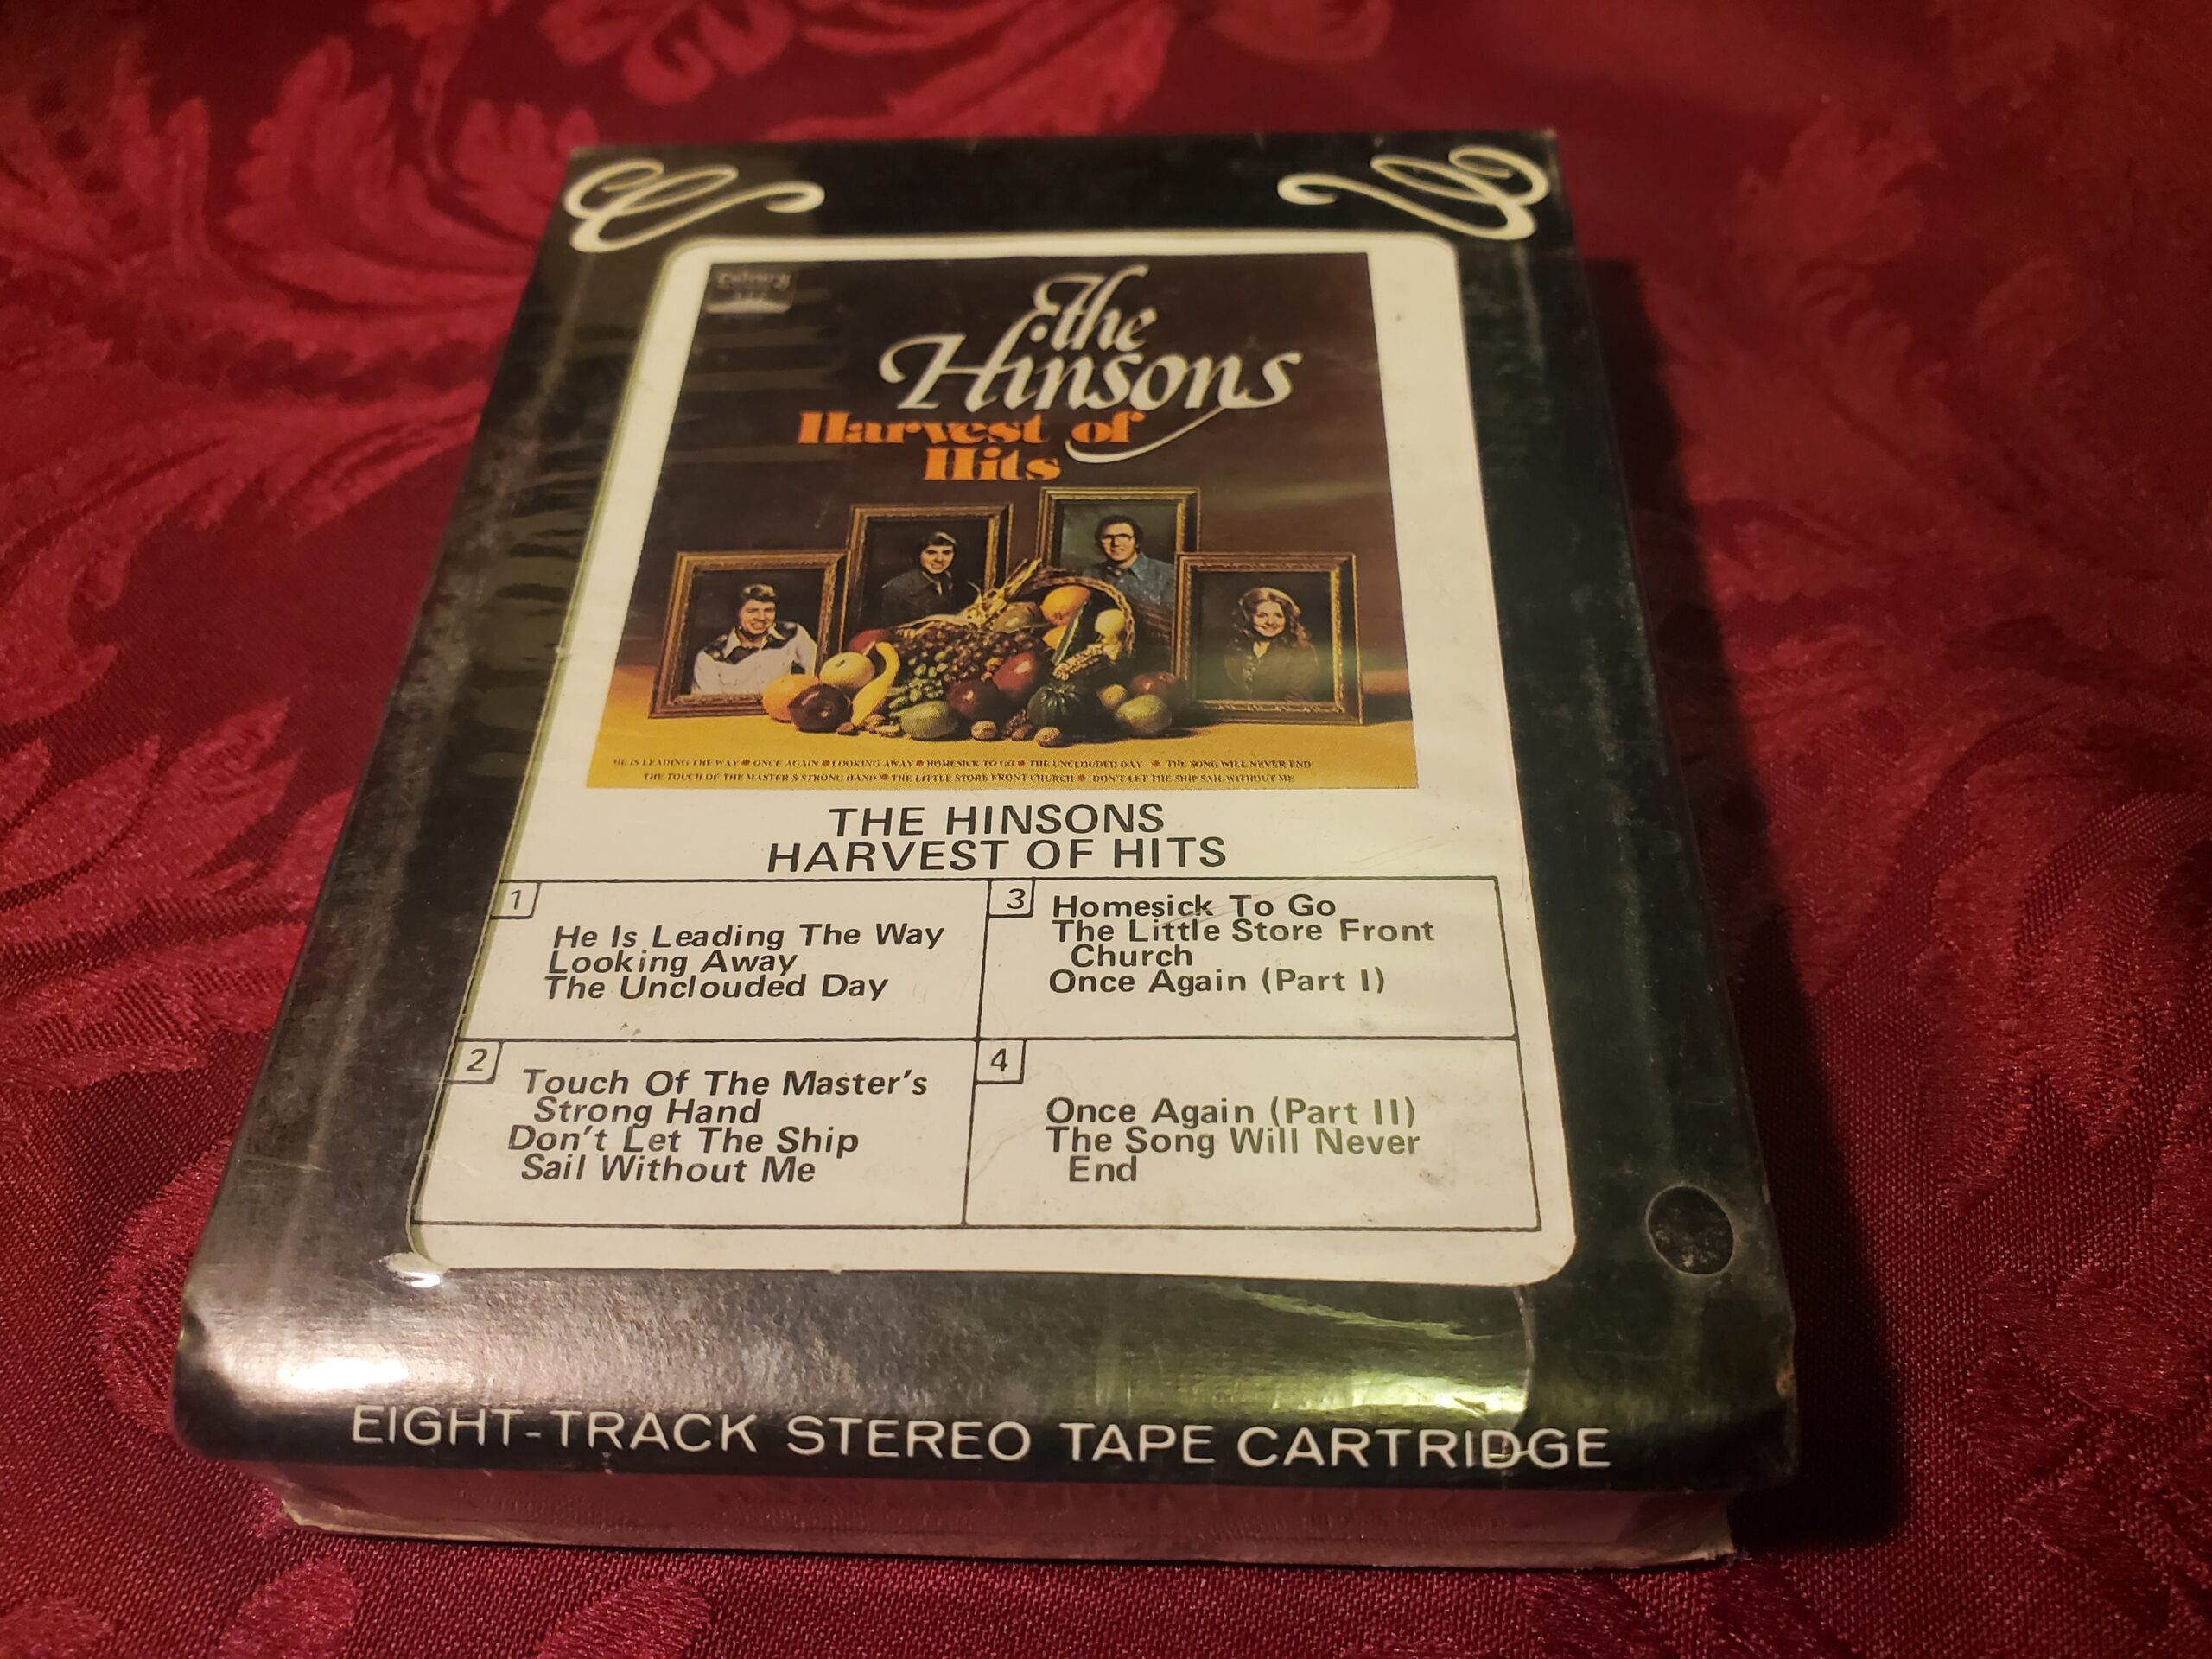 Calvary
the
Hinsons
Harvest of
Hits
HE IS LEADING THE WAY • ONCE AGAIN • LOOKING AWAY • HOMESICK TO GO • THE UNCLOUDED DAY • THE SONG WILL NEVER END
THE TOUCH OF THE MASTER'S STRONG HAND • THE LITTLE STORE FRONT CHURCH • DON'T LET THE SHIP SAIL WITHOUT ME
THE HINSONS
HARVEST OF HITS
1
He Is Leading The Way
Looking Away
The Unclouded Day
2
Touch Of The Master's
Strong Hand
Don't Let The Ship
Sail Without Me
3
Homesick To Go
The Little Store Front
Church
Once Again (Part I)
4
Once Again (Part II)
The Song Will Never
End
EIGHT-TRACK STEREO TAPE CARTRIDGE